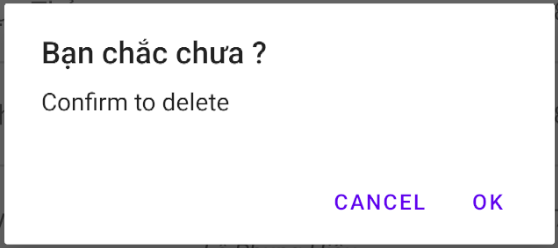 Bạn chắc chưa ?
Confirm to delete
CANCEL OK